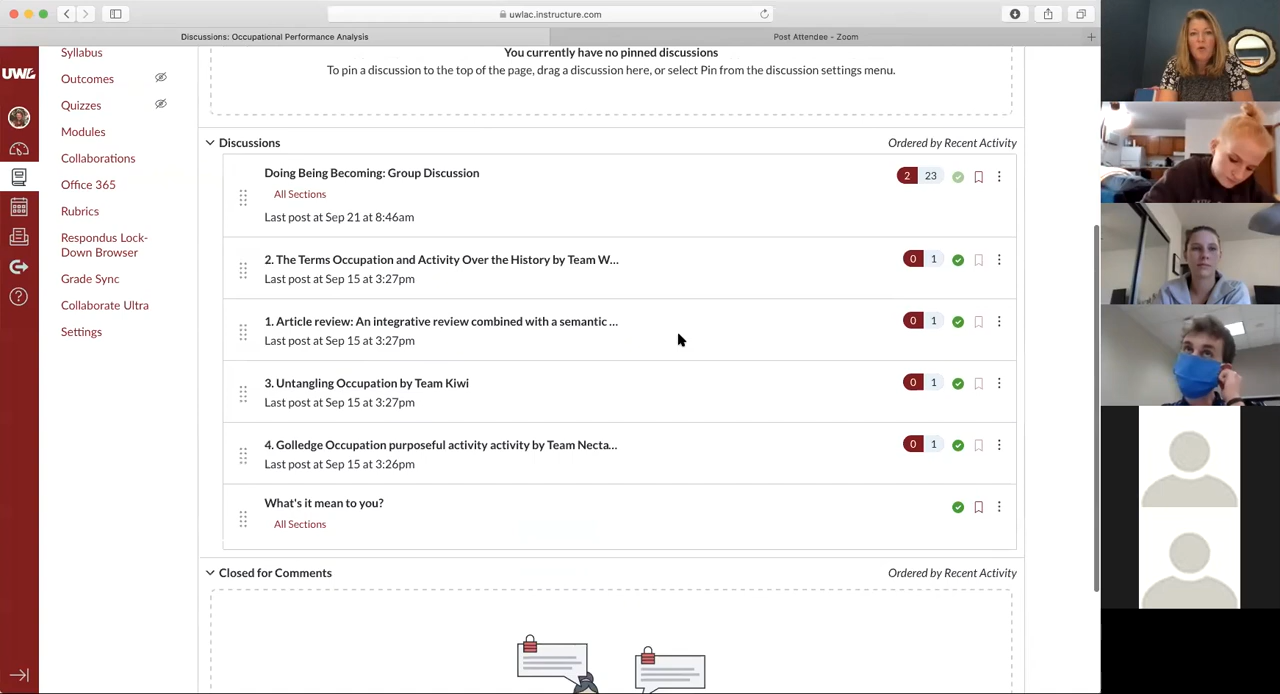 uwlac.instructure.com
Discussions: Occupational Performance Analysis
Post Attendee - Zoom
UWL
Syllabus
Outcomes
Quizzes
Modules
Collaborations
Office 365
Rubrics
Respondus Lock-
Down Browser
Grade Sync
Collaborate Ultra
Settings
You currently have no pinned discussions
To pin a discussion to the top of the page, drag a discussion here, or select Pin from the discussion settings menu.
Discussions
Ordered by Recent Activity
Doing Being Becoming: Group Discussion
2 23
All Sections
Last post at Sep 21 at 8:46am
2. The Terms Occupation and Activity Over the History by Team W...
0 1
Last post at Sep 15 at 3:27pm
1. Article review: An integrative review combined with a semantic ...
0 1
Last post at Sep 15 at 3:27pm
3. Untangling Occupation by Team Kiwi
0 1
Last post at Sep 15 at 3:27pm
4. Golledge Occupation purposeful activity activity by Team Necta...
0 1
Last post at Sep 15 at 3:26pm
What's it mean to you?
All Sections
Closed for Comments
Ordered by Recent Activity